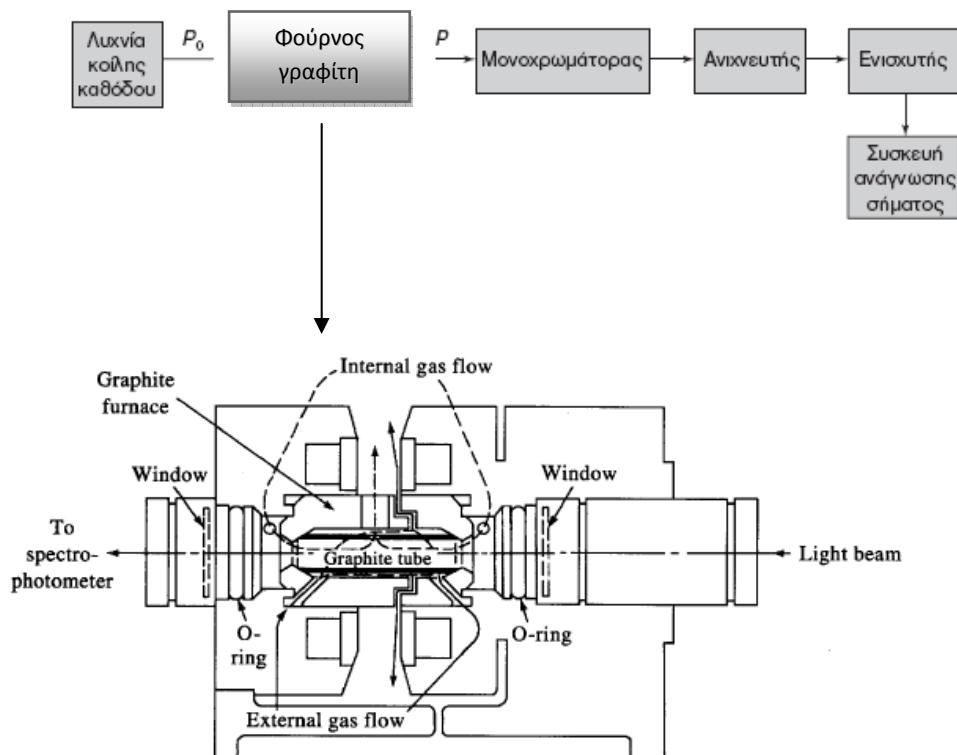 Λυχνία
κοίλης
καθόδου
P₀
Φούρνος
γραφίτη
P
Μονοχρωμάτορας
Ανιχνευτής
Ενισχυτής
Συσκευή
ανάγνωσης
σήματος
Internal gas flow
Graphite
furnace
Window
Window
To
spectro-
photometer
Graphite tube
Light beam
O-
ring
O-ring
External gas flow